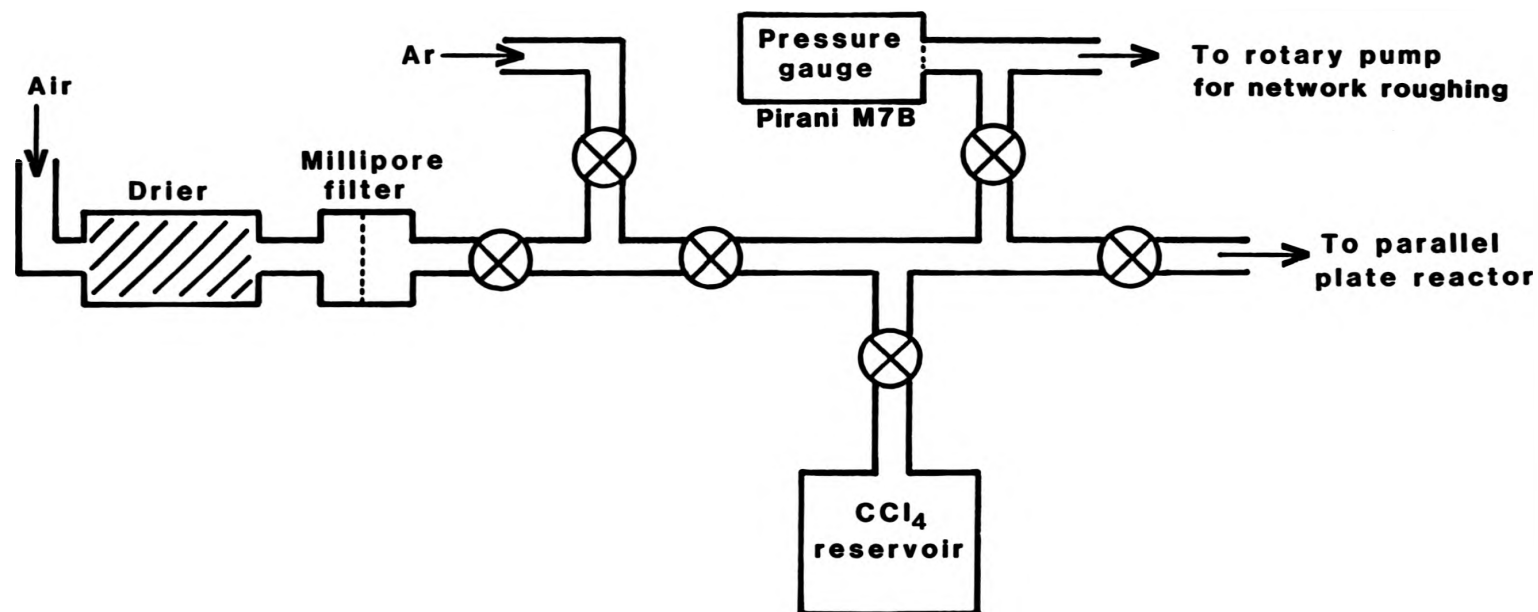 Air
Drier
Millipore
filter
Ar
Pressure
gauge
Pirani M7B
To rotary pump
for network roughing
To parallel
plate reactor
CCl₄
reservoir